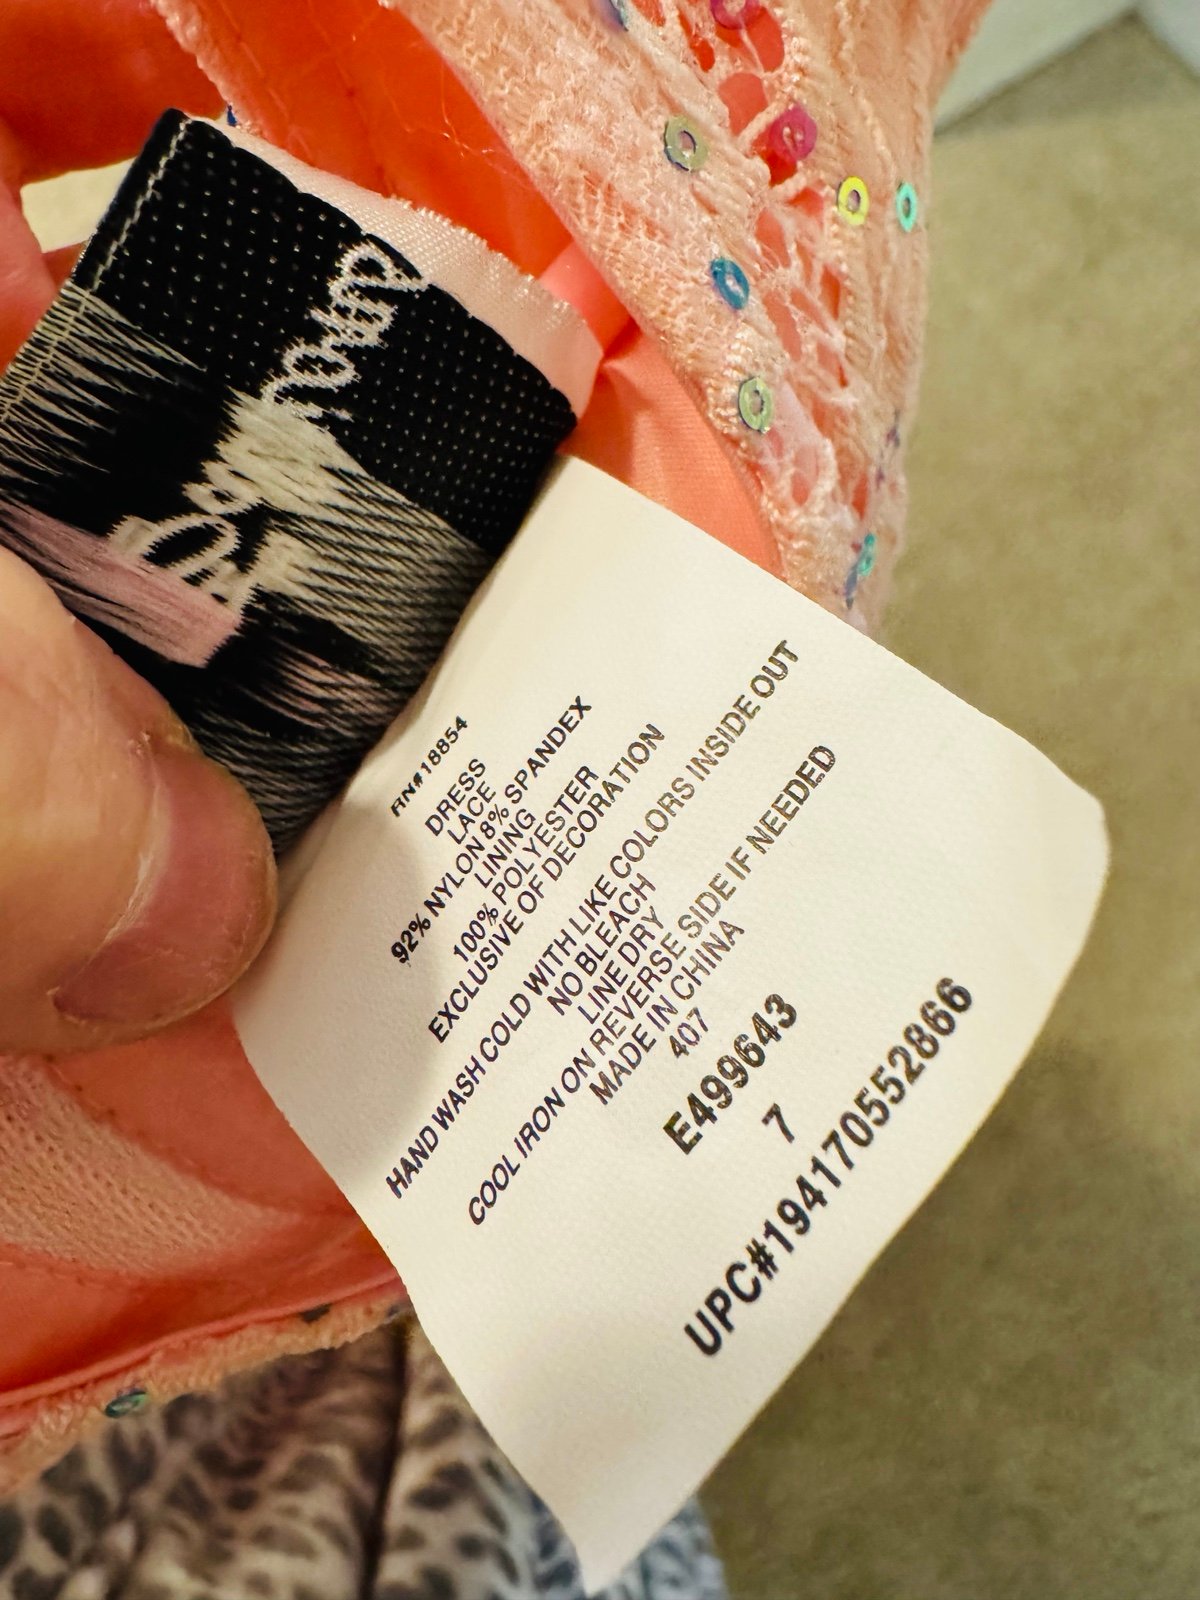 RN#18854
DRESS
LACE
92% NYLON 8% SPANDEX
LINING
100% POLYESTER
EXCLUSIVE OF DECORATION
HAND WASH COLD WITH LIKE COLORS INSIDE OUT
NO BLEACH
LINE DRY
COOL IRON ON REVERSE SIDE IF NEEDED
MADE IN CHINA
407
E499643
7
UPC#194170552866